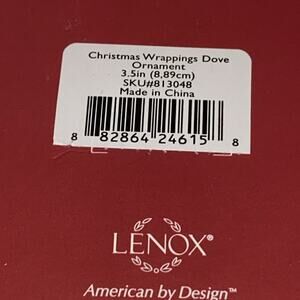 Christmas Wrappings Dove
Ornament
3.5in (8,89cm)
SKU#813048
Made in China
8 82864 24615 8
LENOX®
American by Design™